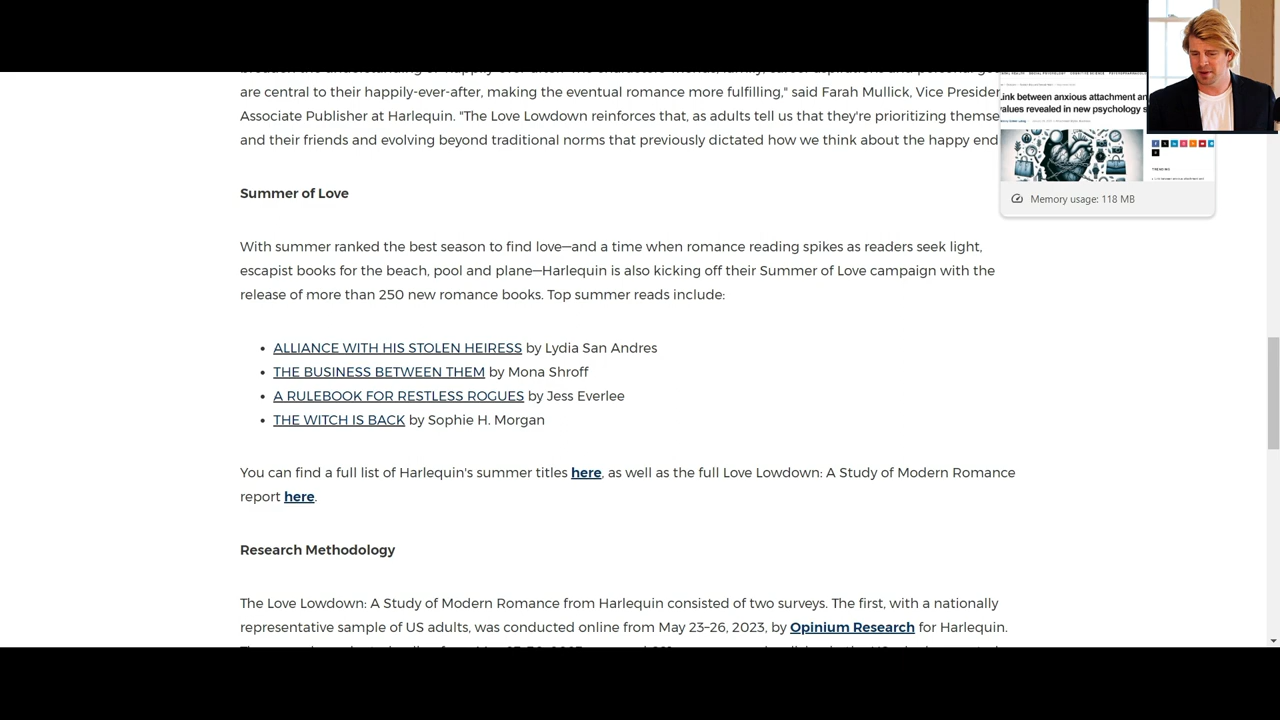 are central to their happily-ever-after, making the eventual romance more fulfilling," said Farah Mullick, Vice
Associate Publisher at Harlequin. "The Love Lowdown reinforces that, as adults tell us that they're prioritizing
and their friends and evolving beyond traditional norms that previously dictated how we think about the happy end
Link between anxious attachment
values revealed in new psychology
Memory usage: 118 MB
Summer of Love
With summer ranked the best season to find love—and a time when romance reading spikes as readers seek light,
escapist books for the beach, pool and plane—Harlequin is also kicking off their Summer of Love campaign with the
release of more than 250 new romance books. Top summer reads include:
• ALLIANCE WITH HIS STOLEN HEIRESS by Lydia San Andres
• THE BUSINESS BETWEEN THEM by Mona Shroff
• A RULEBOOK FOR RESTLESS ROGUES by Jess Everlee
• THE WITCH IS BACK by Sophie H. Morgan
You can find a full list of Harlequin's summer titles here, as well as the full Love Lowdown: A Study of Modern Romance
report here.
Research Methodology
The Love Lowdown: A Study of Modern Romance from Harlequin consisted of two surveys. The first, with a nationally
representative sample of US adults, was conducted online from May 23–26, 2023, by Opinium Research for Harlequin.